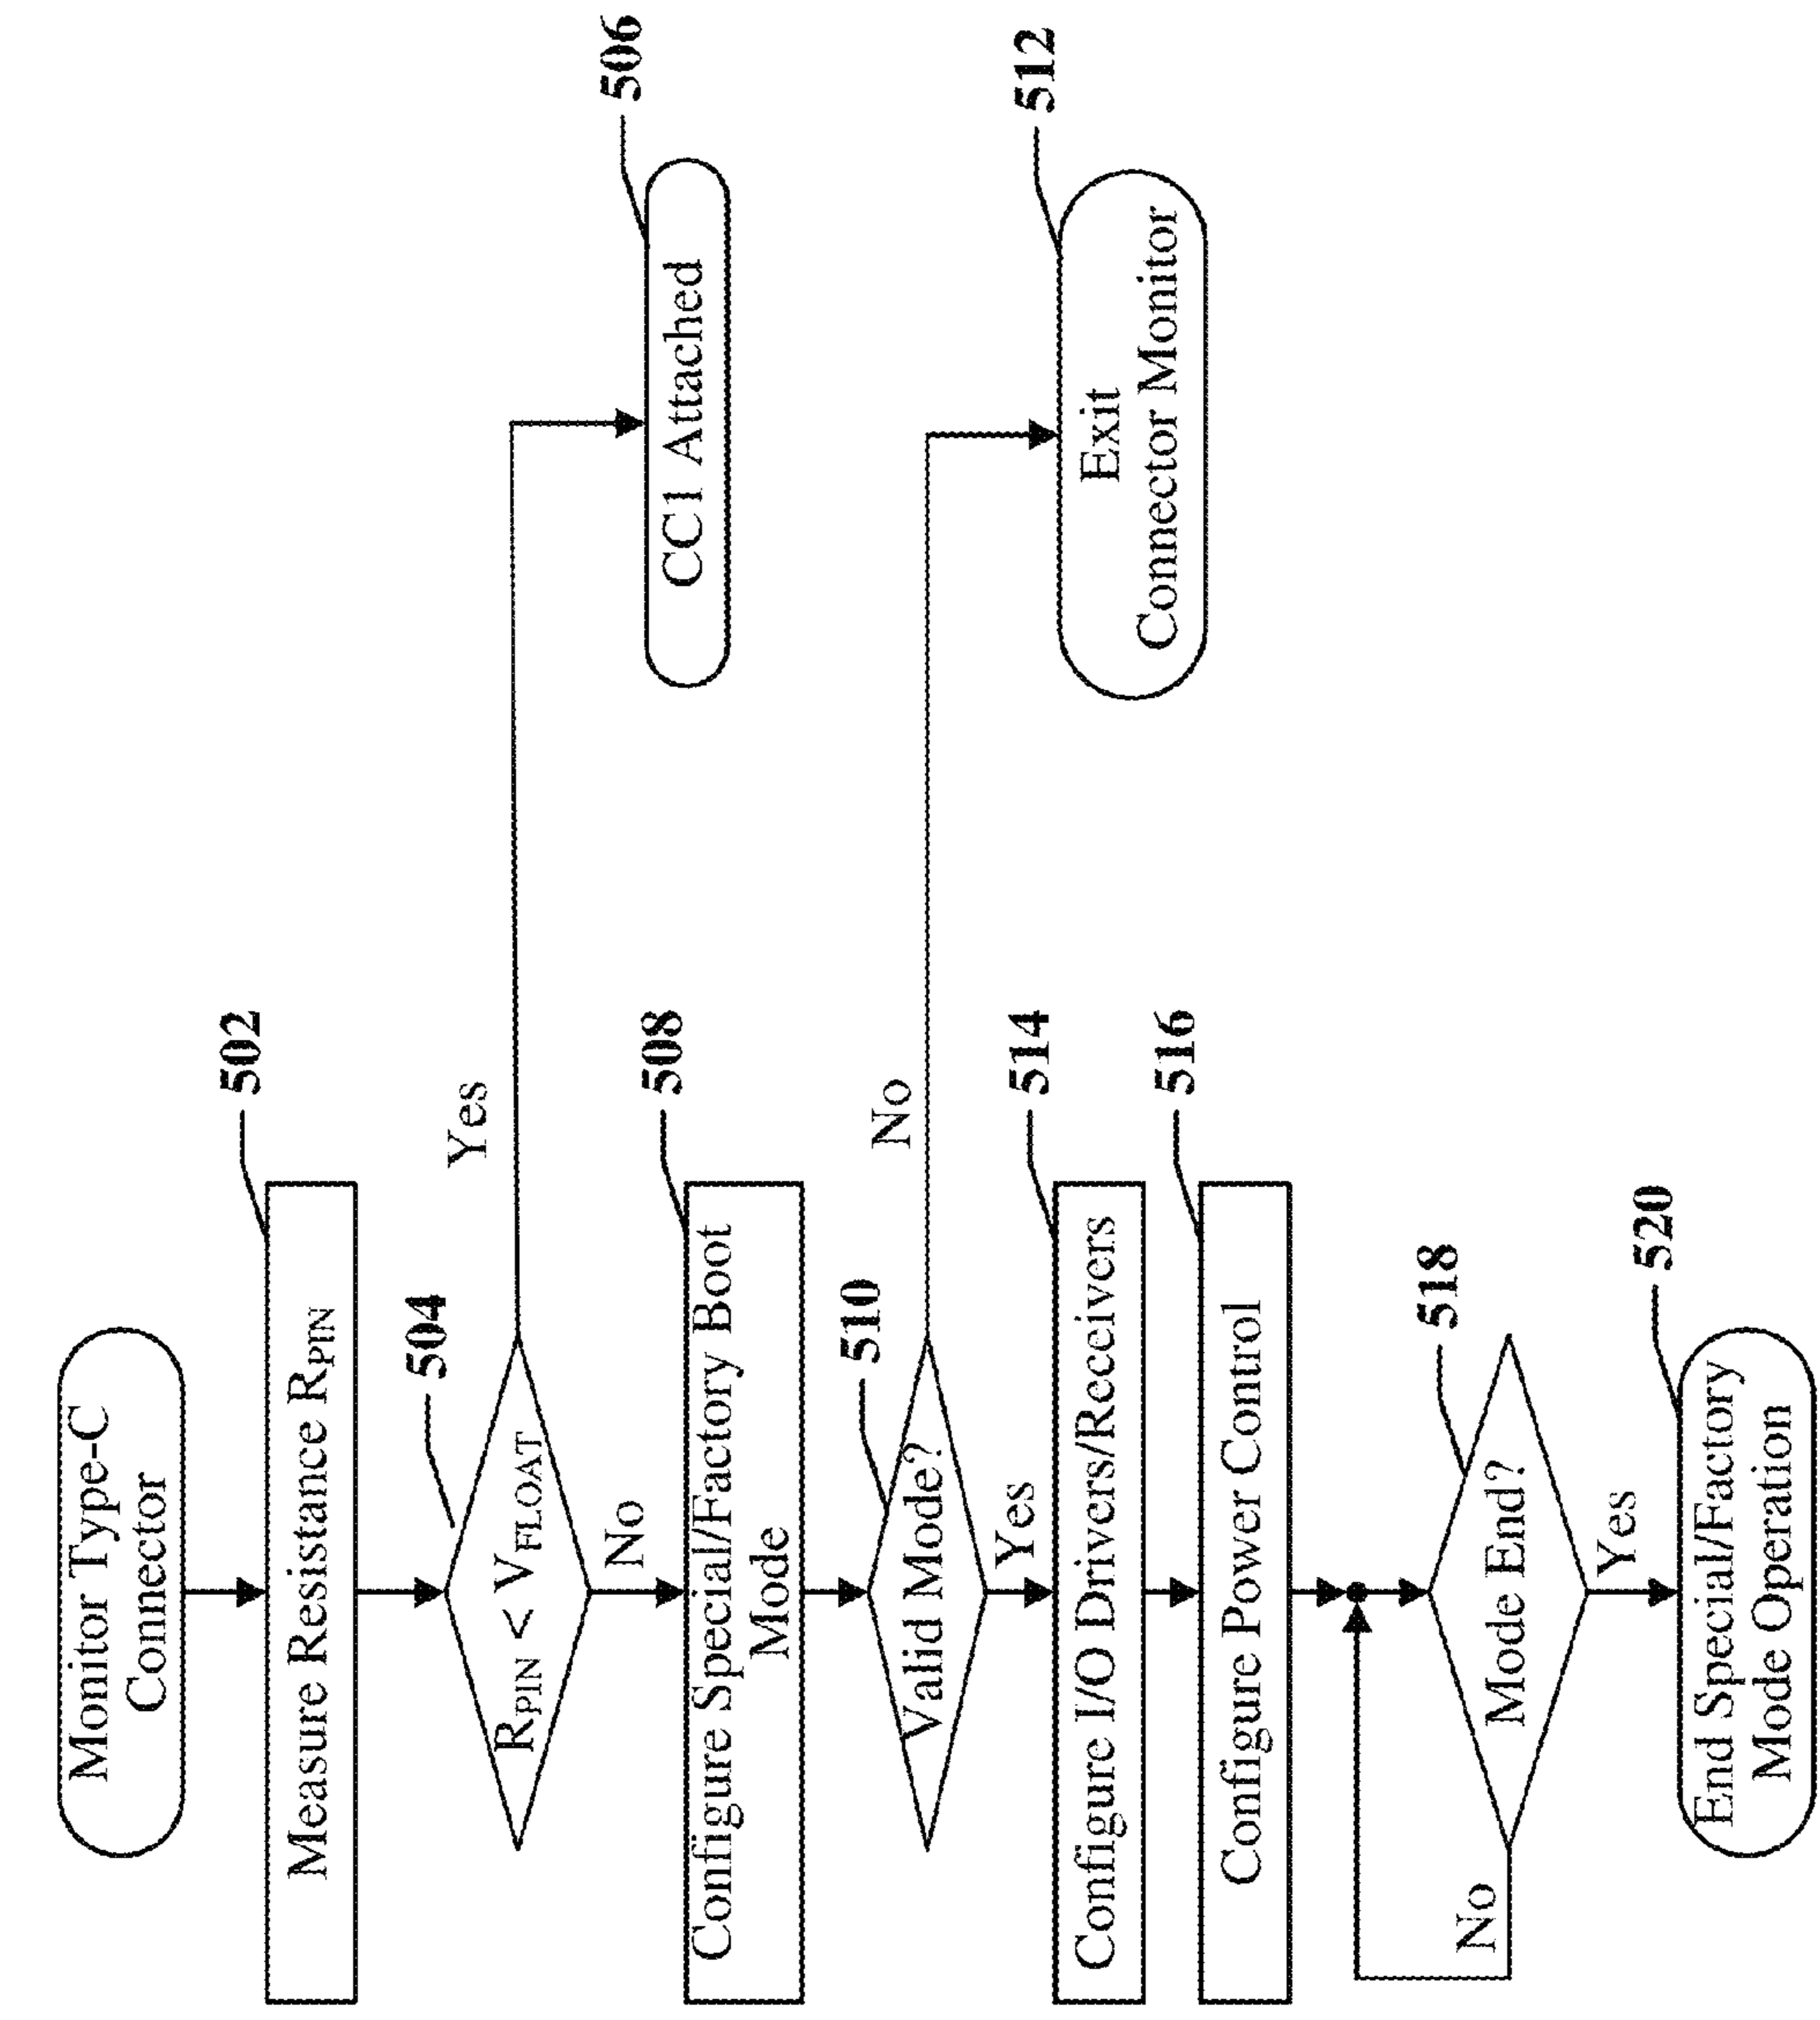 Monitor Type-C
Connector
502
Measure Resistance RPIN
504
RPIN < VFLOAT
Yes
506
CC1 Attached
No
508
Configure Special/Factory Boot
Mode
510
Valid Mode?
No
512
Exit
Connector Monitor
Yes
514
Configure I/O Drivers/Receivers
516
Configure Power Control
518
Mode End?
No
Yes
520
End Special/Factory
Mode Operation